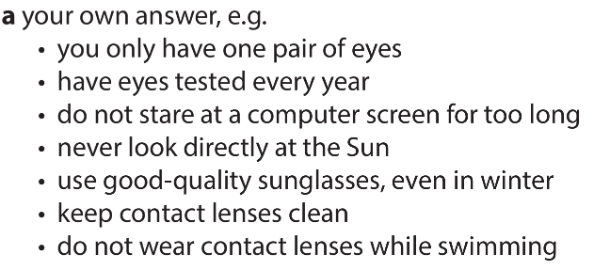 a your own answer, e.g.
• you only have one pair of eyes
• have eyes tested every year
• do not stare at a computer screen for too long
• never look directly at the Sun
• use good-quality sunglasses, even in winter
• keep contact lenses clean
• do not wear contact lenses while swimming